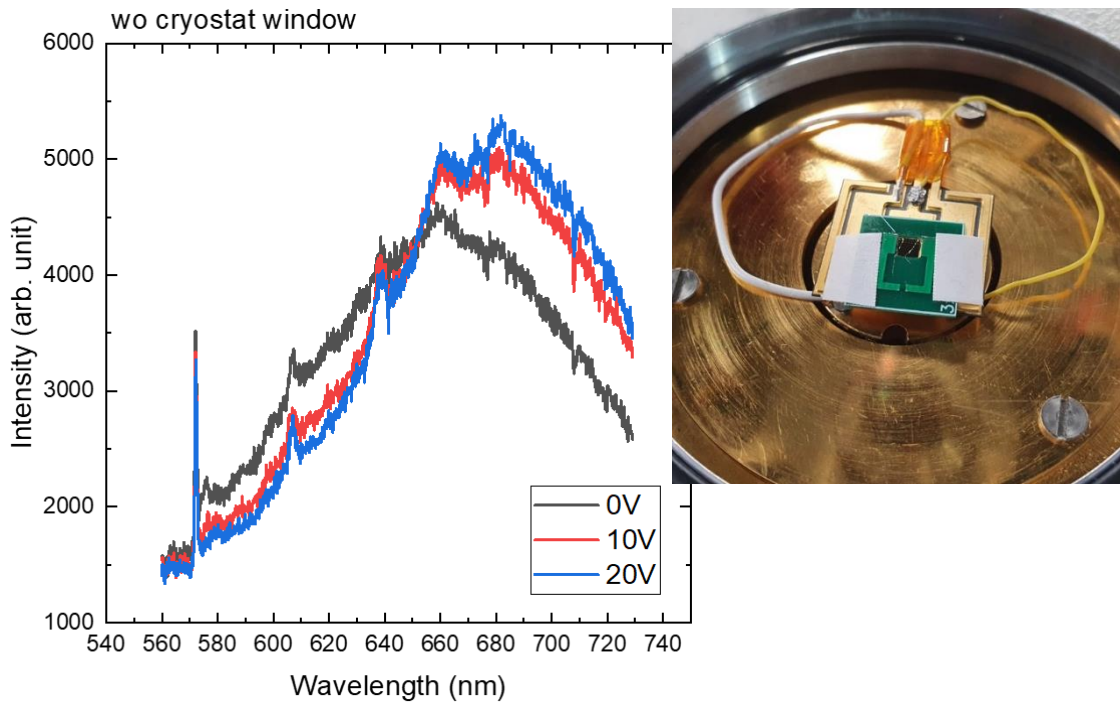 wo cryostat window
6000
5000
4000
3000
2000
1000
Intensity (arb. unit)
0V
10V
20V
540 560 580 600 620 640 660 680 700 720 740
Wavelength (nm)
3